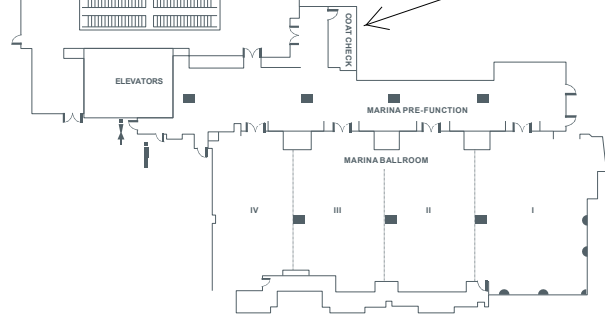 COAT CHECK
ELEVATORS
MARINA PRE-FUNCTION
MARINA BALLROOM
IV
III
II
I